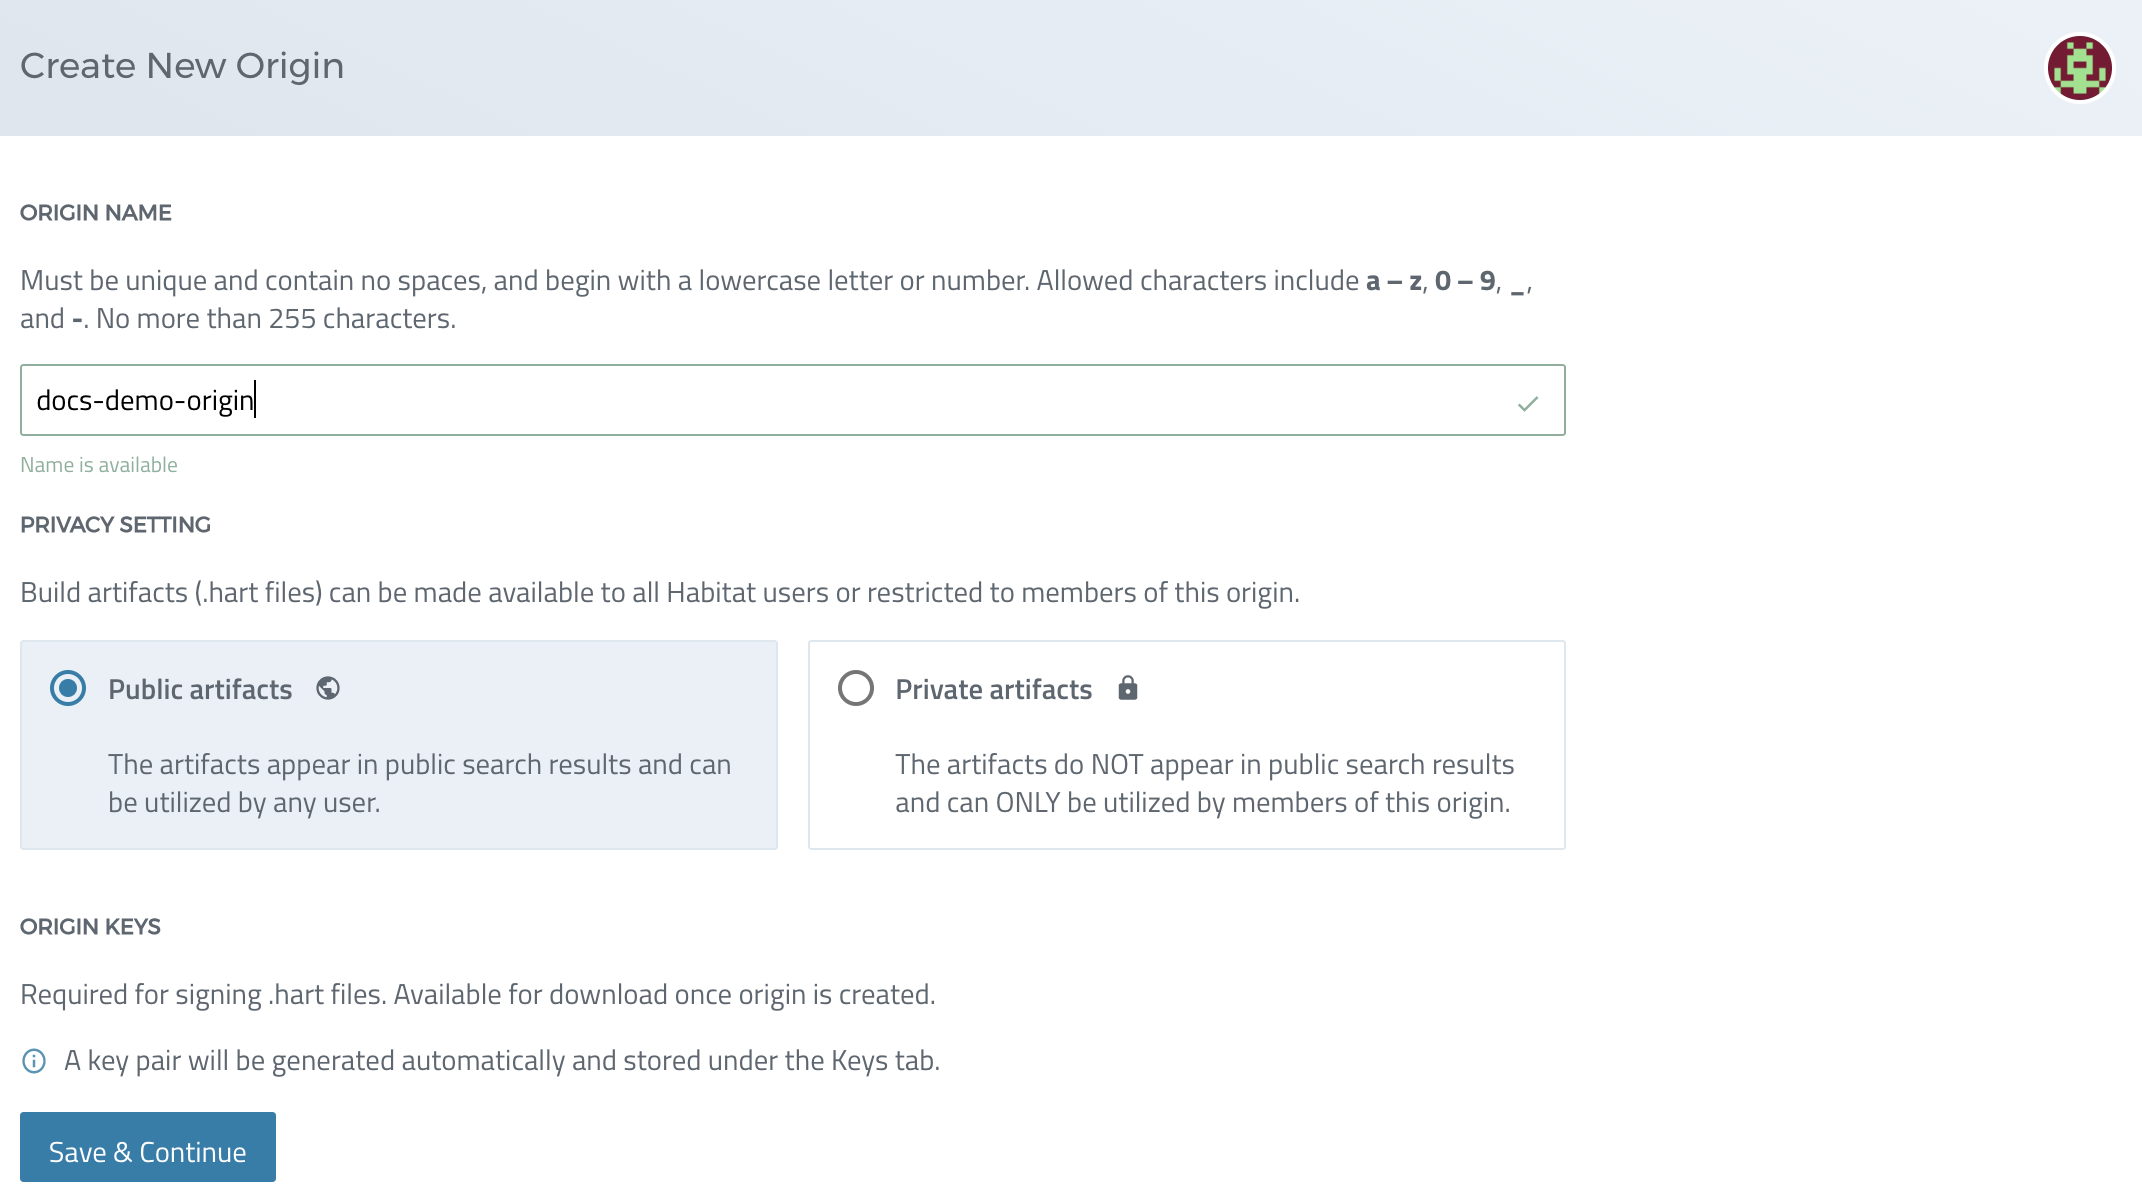 Create New Origin
ORIGIN NAME
Must be unique and contain no spaces, and begin with a lowercase letter or number. Allowed characters include a – z, 0 – 9, _,
and -. No more than 255 characters.
docs-demo-origin
Name is available
PRIVACY SETTING
Build artifacts (.hart files) can be made available to all Habitat users or restricted to members of this origin.
Public artifacts
The artifacts appear in public search results and can
be utilized by any user.
Private artifacts
The artifacts do NOT appear in public search results
and can ONLY be utilized by members of this origin.
ORIGIN KEYS
Required for signing .hart files. Available for download once origin is created.
A key pair will be generated automatically and stored under the Keys tab.
Save & Continue